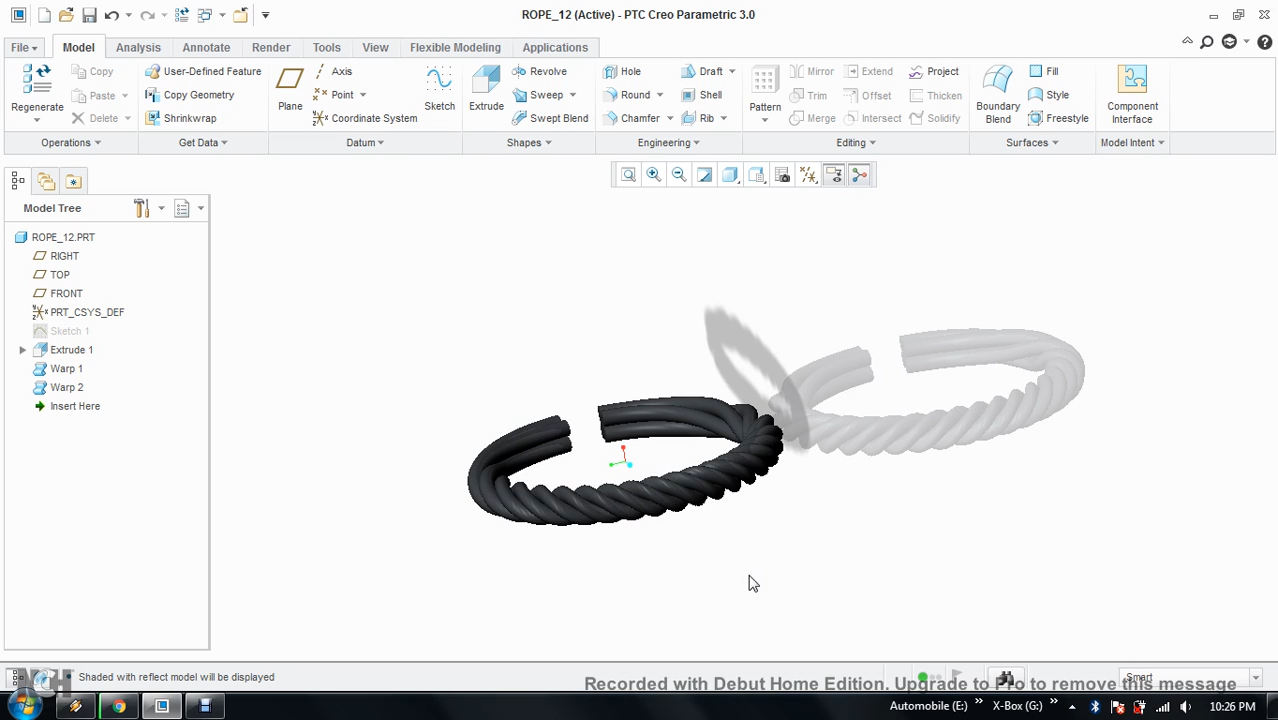 ROPE_12 (Active) - PTC Creo Parametric 3.0
File
Model
Analysis
Annotate
Render
Tools
View
Flexible Modeling
Applications
Regenerate
Copy
Paste
Delete
Operations
User-Defined Feature
Copy Geometry
Shrinkwrap
Get Data
Plane
Axis
Point
Coordinate System
Datum
Sketch
Extrude
Revolve
Sweep
Swept Blend
Shapes
Hole
Round
Chamfer
Draft
Shell
Rib
Engineering
Pattern
Mirror
Trim
Merge
Extend
Offset
Intersect
Project
Thicken
Solidify
Editing
Boundary
Blend
Fill
Style
Freestyle
Surfaces
Component
Interface
Model Intent
Model Tree
ROPE_12.PRT
RIGHT
TOP
FRONT
PRT_CSYS_DEF
Sketch 1
Extrude 1
Warp 1
Warp 2
Insert Here
Shaded with reflect model will be displayed
Smart
NCH
Recorded with Debut Home Edition. Upgrade to Pro to remove this message
Automobile (E:) » X-Box (G:) » 10:26 PM